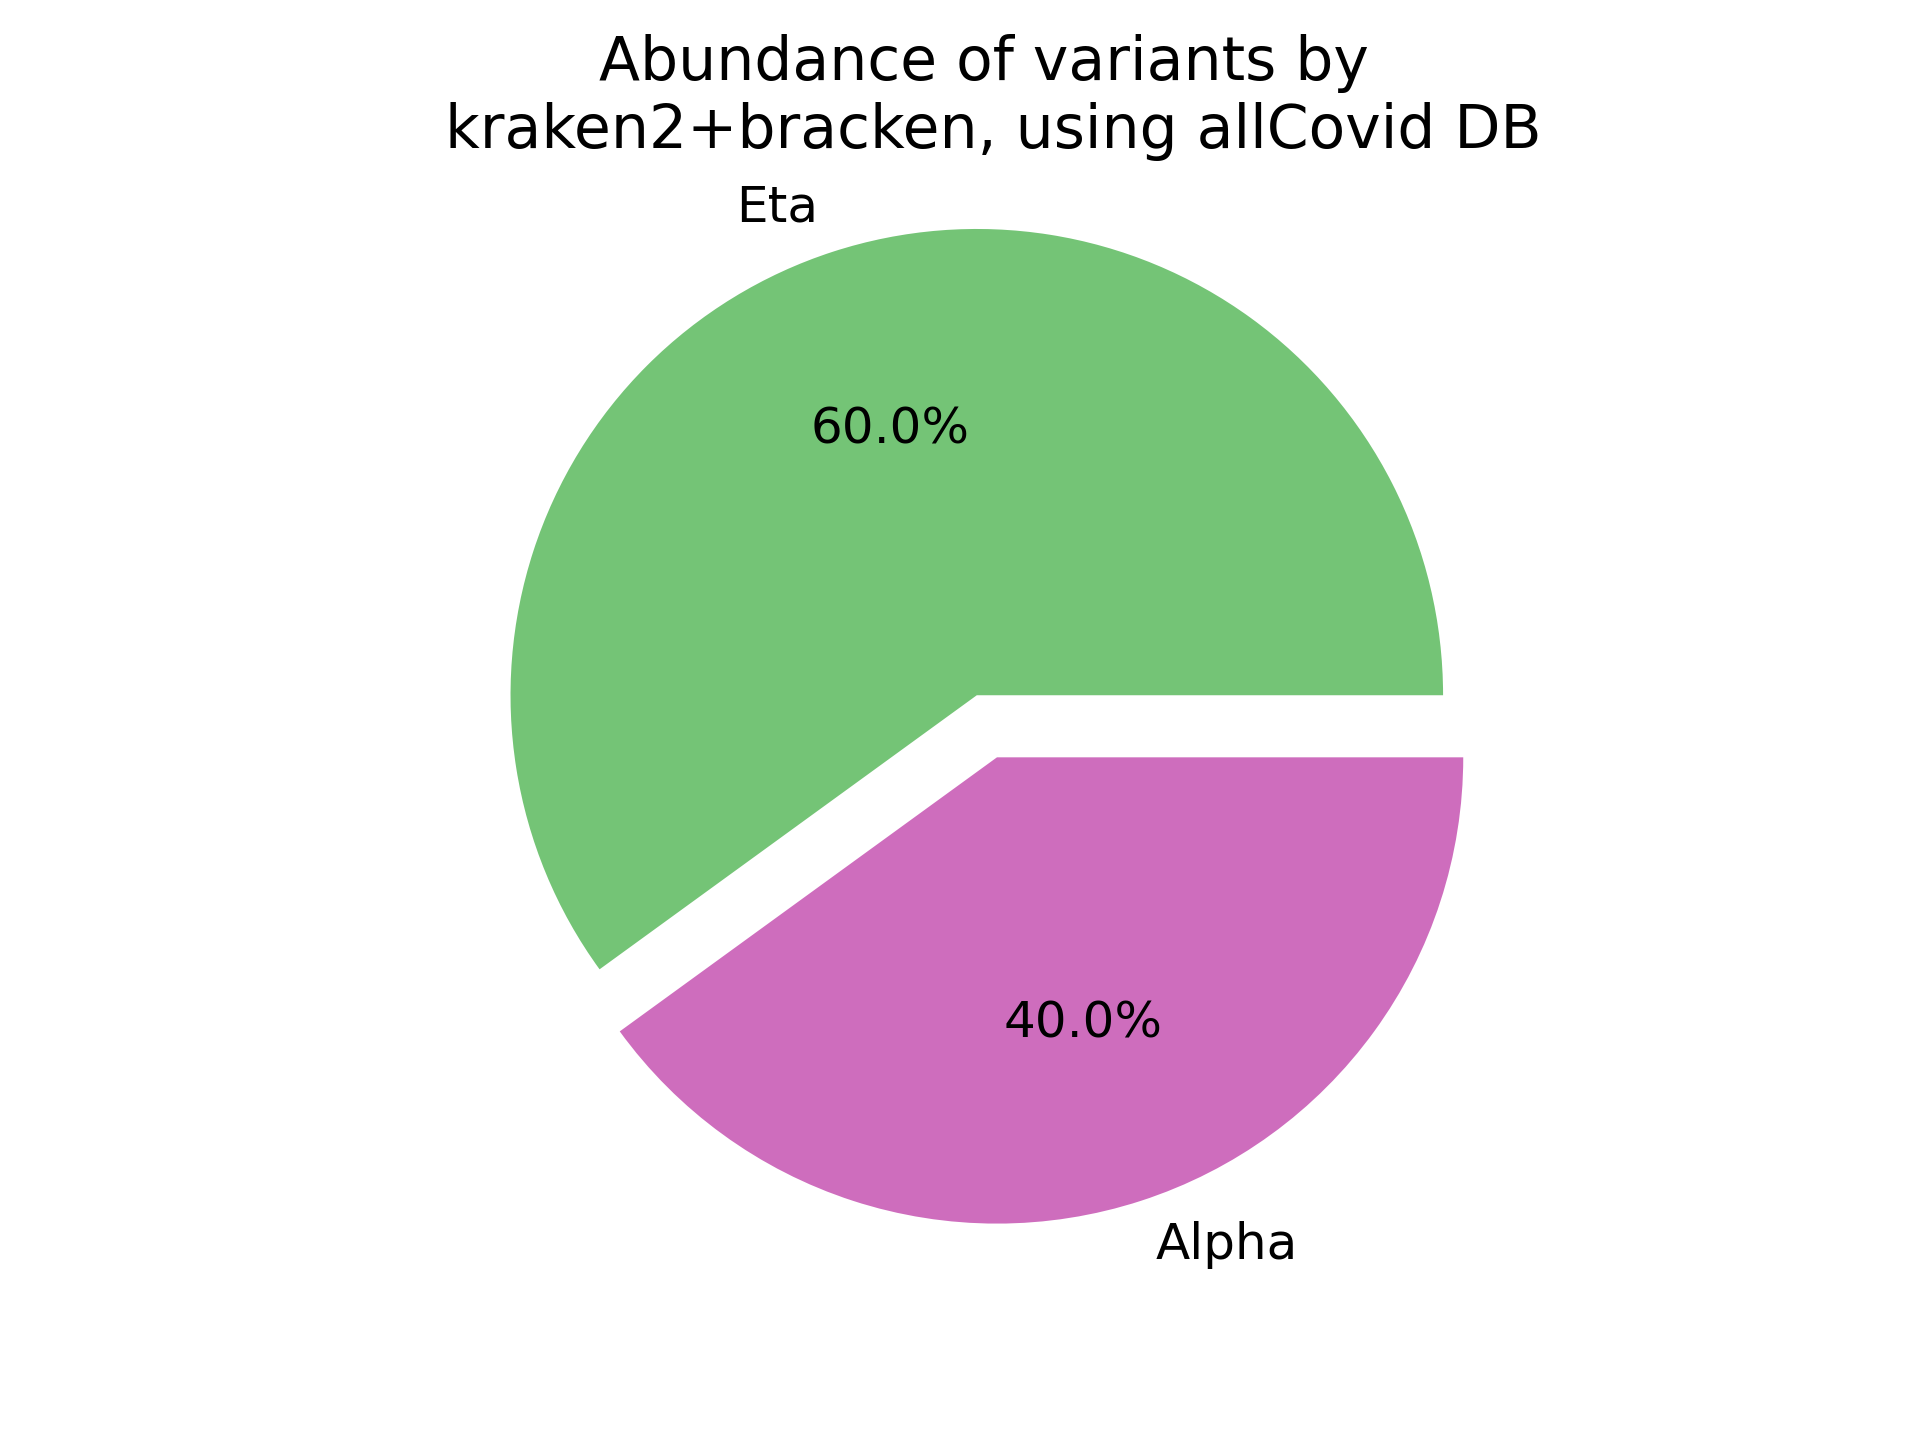 Abundance of variants by
kraken2+bracken, using allCovid DB
Eta
60.0%
40.0%
Alpha